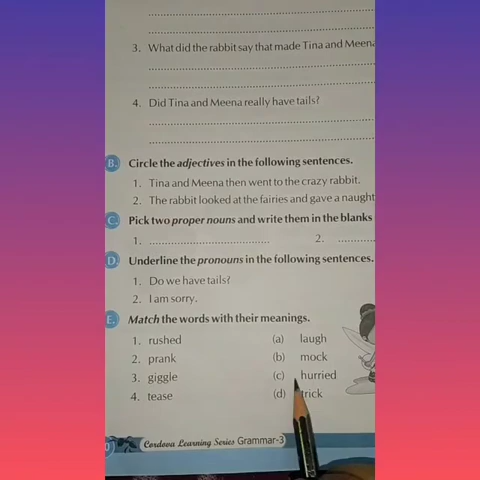 3. What did the rabbit say that made Tina and Meena
4. Did Tina and Meena really have tails?
B. Circle the adjectives in the following sentences.
1. Tina and Meena then went to the crazy rabbit.
2. The rabbit looked at the fairies and gave a naught
C. Pick two proper nouns and write them in the blanks
1. 2.
D. Underline the pronouns in the following sentences.
1. Do we have tails?
2. I am sorry.
E. Match the words with their meanings.
1. rushed (a) laugh
2. prank (b) mock
3. giggle (c) hurried
4. tease (d) trick
Cordova Learning Series Grammar-3